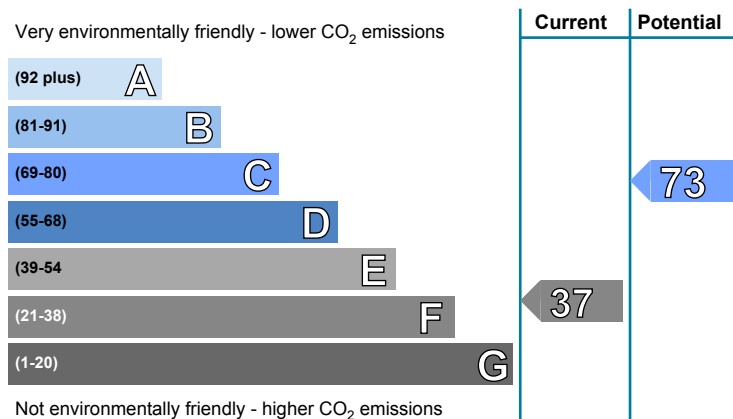 Current Potential
Very environmentally friendly - lower CO2 emissions
(92 plus) A
(81-91) B
(69-80) C
73
(55-68) D
(39-54 E
(21-38) F
37
(1-20) G
Not environmentally friendly - higher CO2 emissions